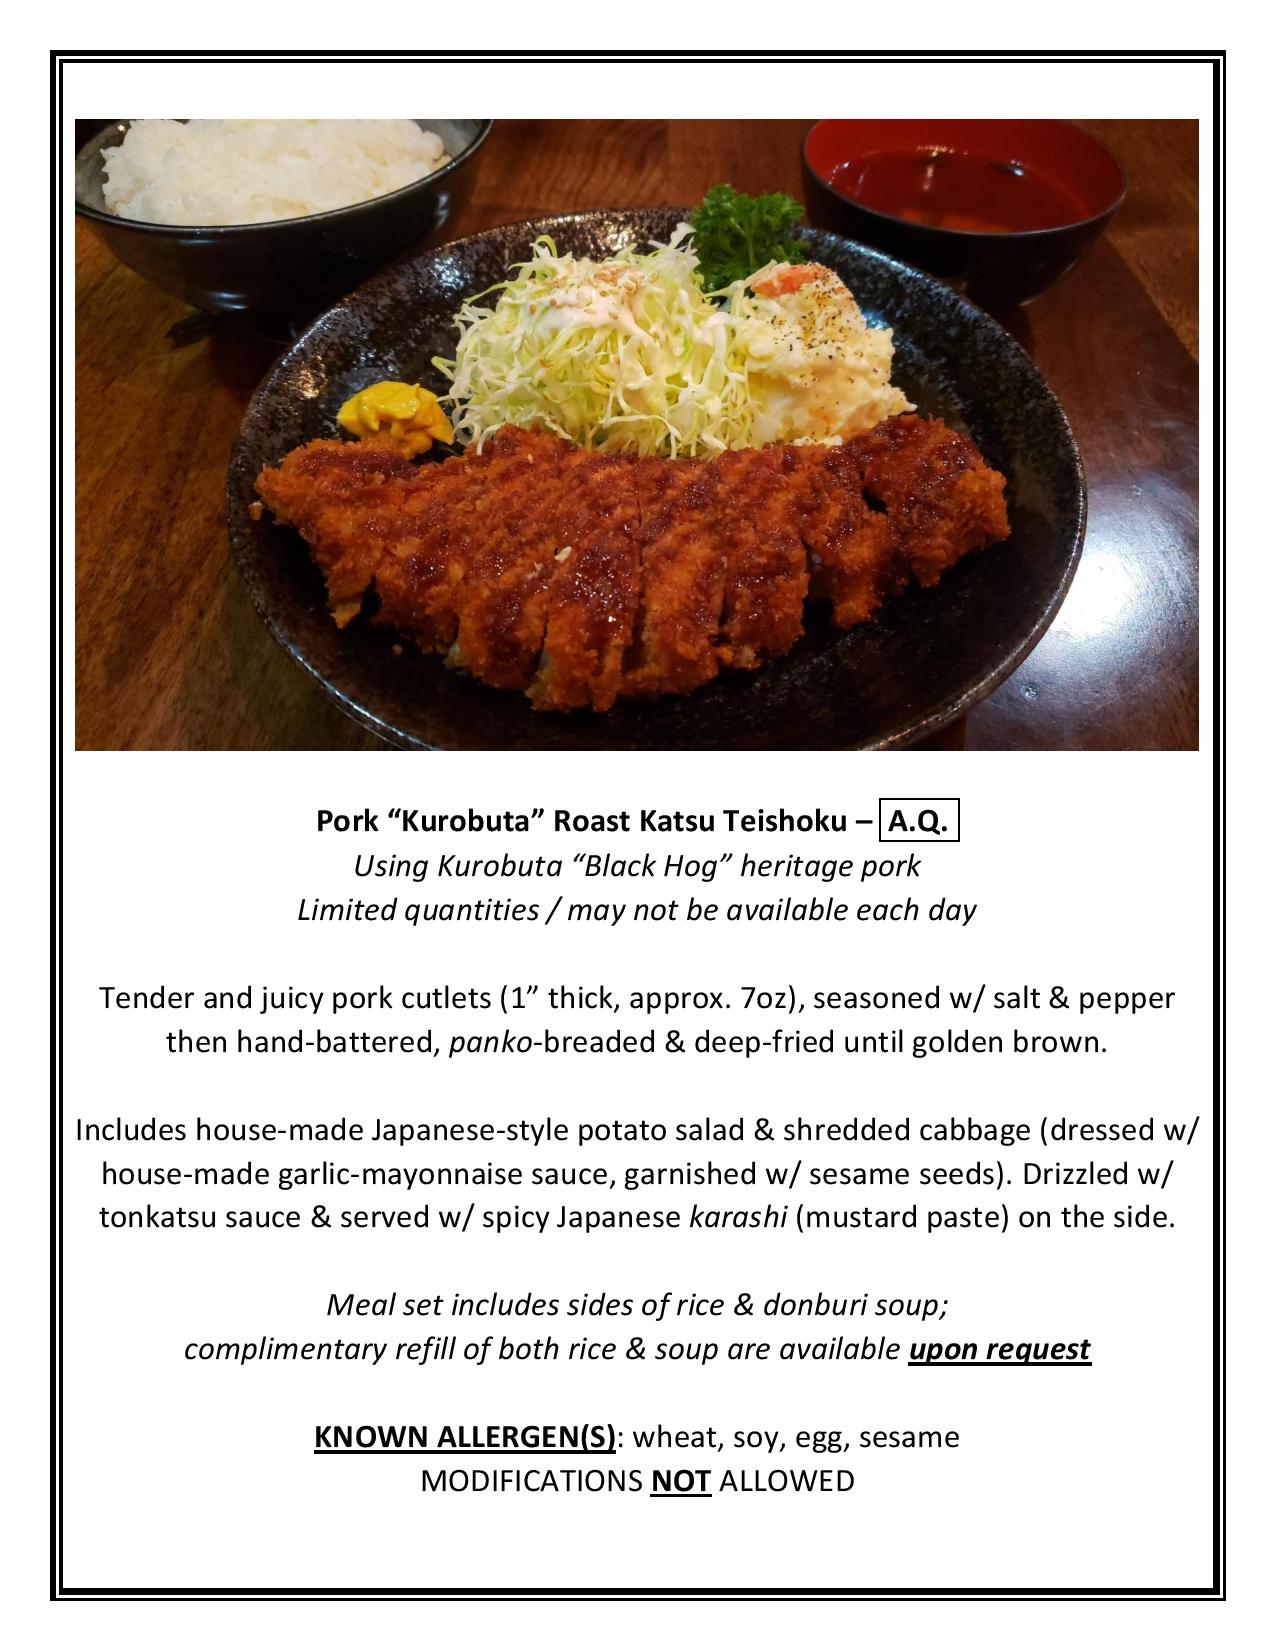 Pork “Kurobuta” Roast Katsu Teishoku – A.Q.
Using Kurobuta “Black Hog” heritage pork
Limited quantities / may not be available each day
Tender and juicy pork cutlets (1” thick, approx. 7oz), seasoned w/ salt & pepper
then hand-battered, panko-breaded & deep-fried until golden brown.
Includes house-made Japanese-style potato salad & shredded cabbage (dressed w/
house-made garlic-mayonnaise sauce, garnished w/ sesame seeds). Drizzled w/
tonkatsu sauce & served w/ spicy Japanese karashi (mustard paste) on the side.
Meal set includes sides of rice & donburi soup;
complimentary refill of both rice & soup are available upon request
KNOWN ALLERGEN(S): wheat, soy, egg, sesame
MODIFICATIONS NOT ALLOWED